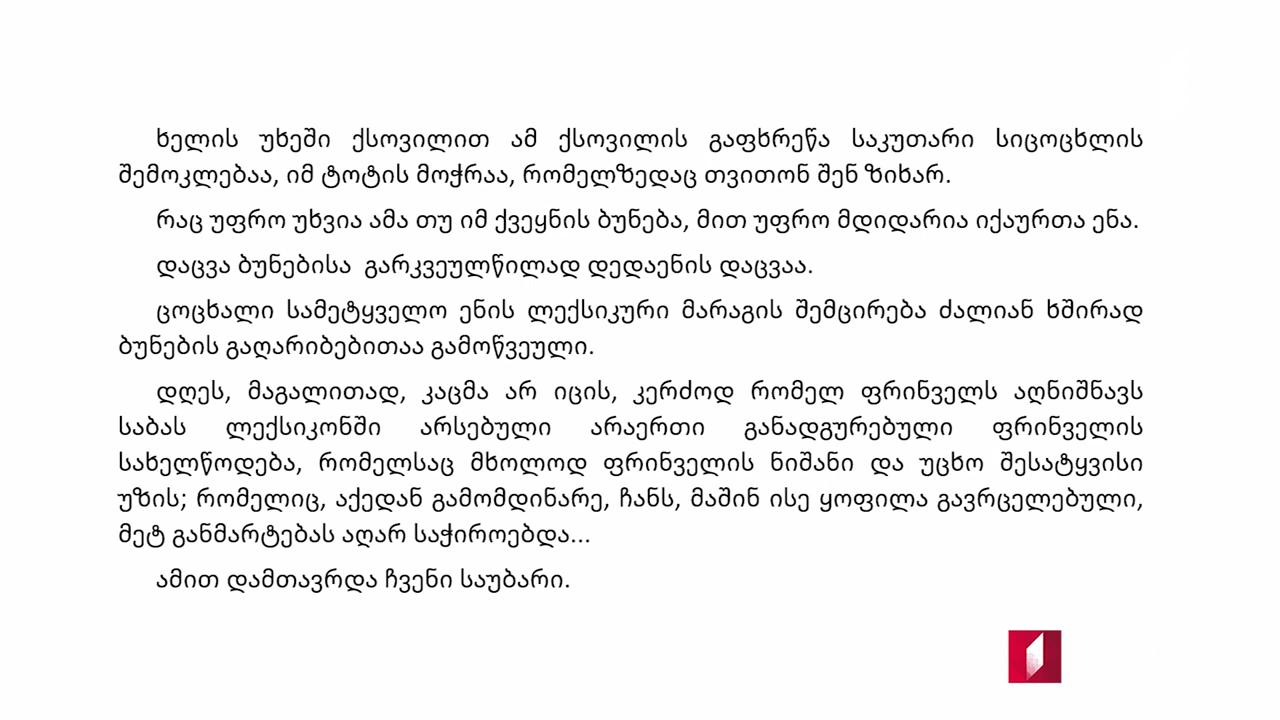 ხელის უხეში ქსოვილით ამ ქსოვილის გაფხრეწა საკუთარი სიცოცხლის
შემოკლებაა, იმ ტოტის მოჭრაა, რომელზედაც თვითონ შენ ზიხარ.
რაც უფრო უხვია ამა თუ იმ ქვეყნის ბუნება, მით უფრო მდიდარია იქაურთა ენა.
დაცვა ბუნებისა გარკვეულწილად დედაენის დაცვაა.
ცოცხალი სამეტყველო ენის ლექსიკური მარაგის შემცირება ძალიან ხშირად
ბუნების გაღარიბებითაა გამოწვეული.
დღეს, მაგალითად, კაცმა არ იცის, კერძოდ რომელ ფრინველს აღნიშნავს
საბას ლექსიკონში არსებული არაერთი განადგურებული ფრინველის
სახელწოდება, რომელსაც მხოლოდ ფრინველის ნიშანი და უცხო შესატყვისი
უზის; რომელიც, აქედან გამომდინარე, ჩანს, მაშინ ისე ყოფილა გავრცელებული,
მეტ განმარტებას აღარ საჭიროებდა...
ამით დამთავრდა ჩვენი საუბარი.